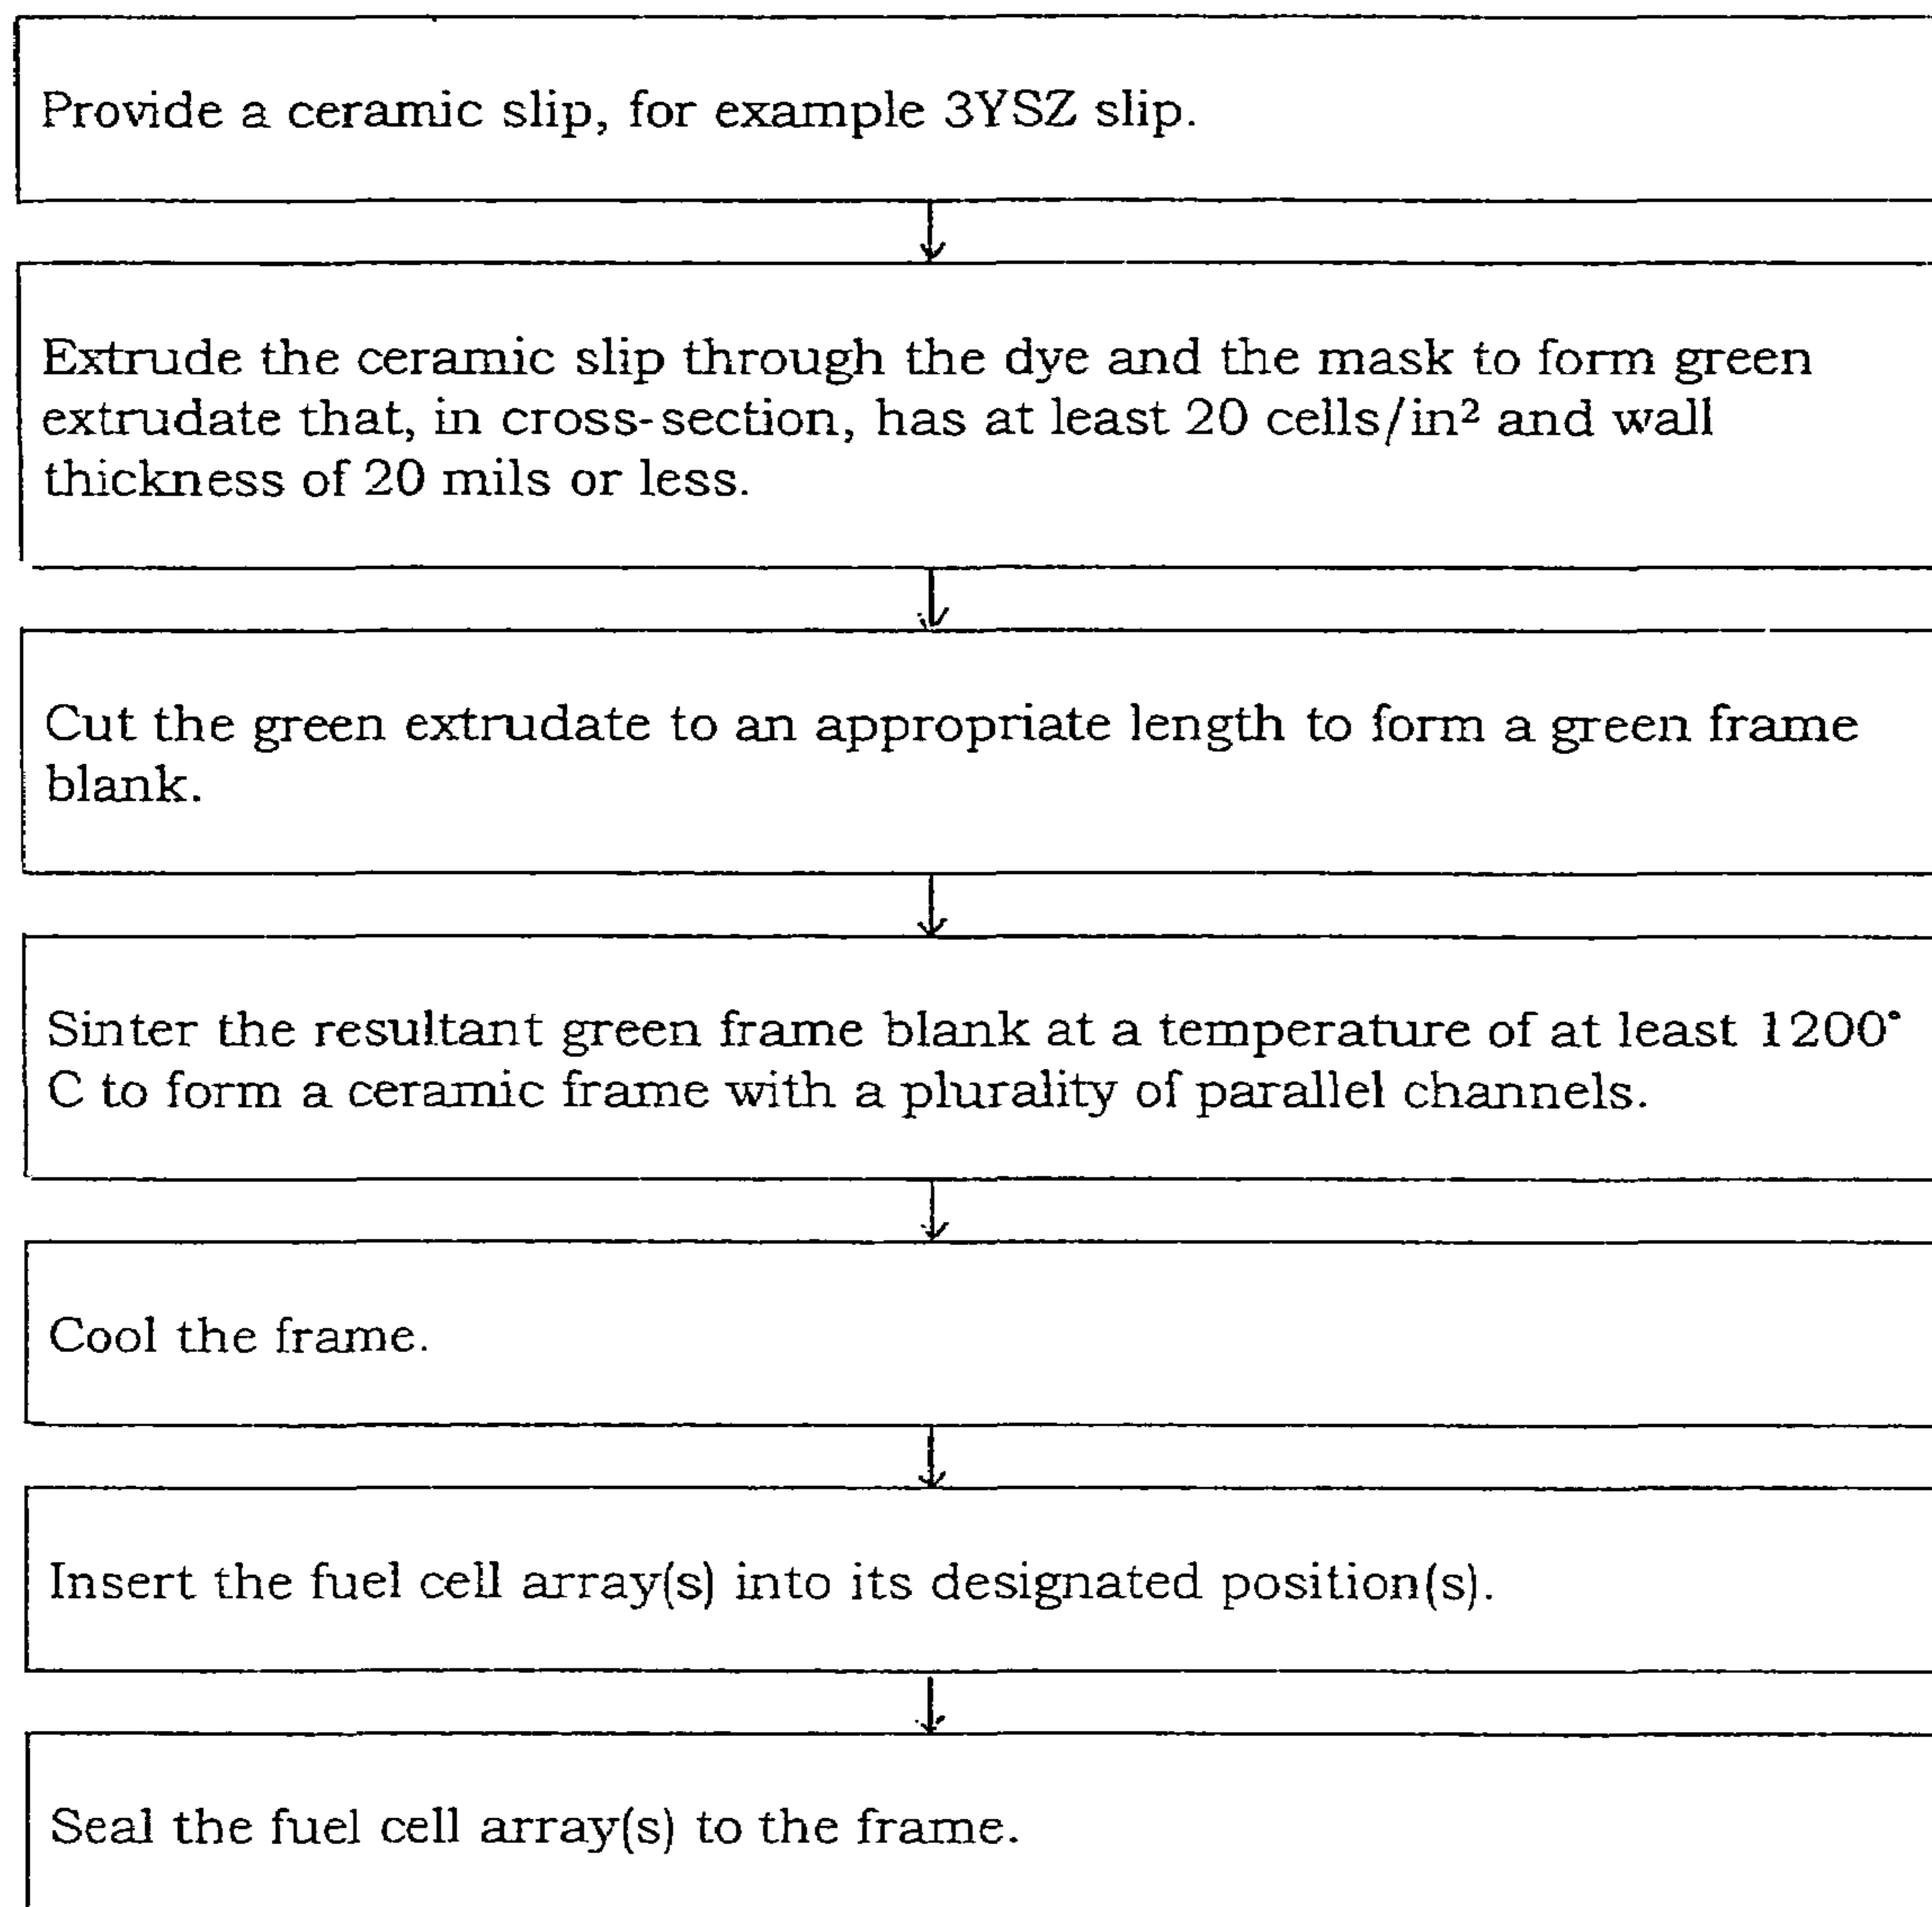 Provide a ceramic slip, for example 3YSZ slip.
Extrude the ceramic slip through the dye and the mask to form green
extrudate that, in cross-section, has at least 20 cells/in² and wall
thickness of 20 mils or less.
Cut the green extrudate to an appropriate length to form a green frame
blank.
Sinter the resultant green frame blank at a temperature of at least 1200°
C to form a ceramic frame with a plurality of parallel channels.
Cool the frame.
Insert the fuel cell array(s) into its designated position(s).
Seal the fuel cell array(s) to the frame.